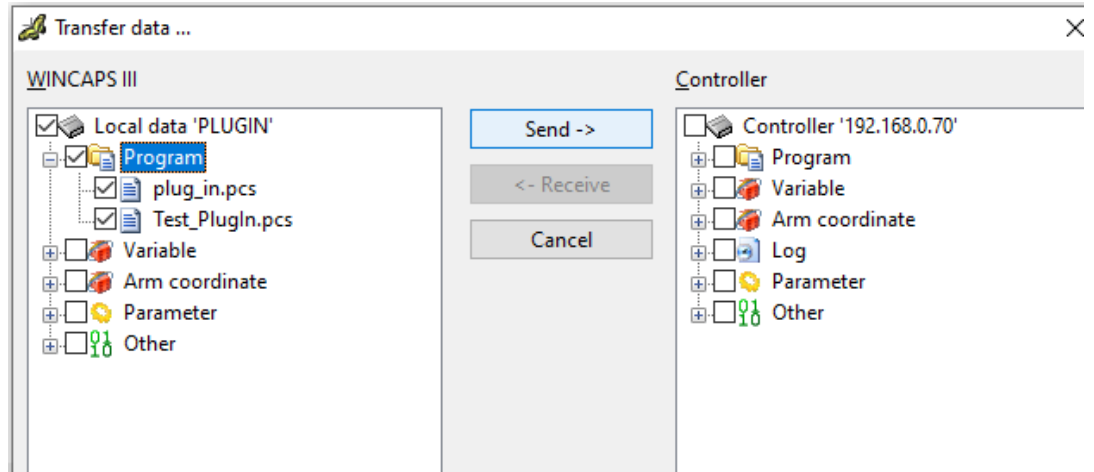 Transfer data ...
WINCAPS III
Local data 'PLUGIN'
Program
plug_in.pcs
Test_PlugIn.pcs
Variable
Arm coordinate
Parameter
Other
Send ->
<- Receive
Cancel
Controller
Controller '192.168.0.70'
Program
Variable
Arm coordinate
Log
Parameter
Other